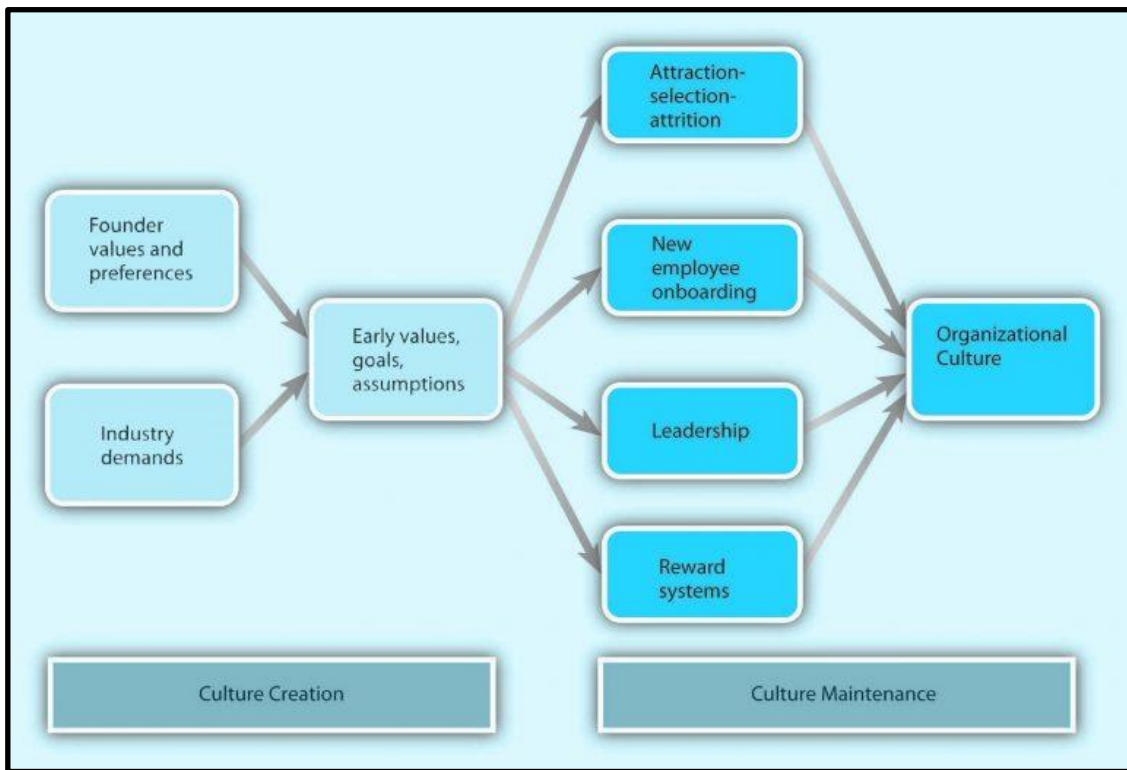 Attraction-
selection-
attrition
Founder
values and
preferences
New
employee
onboarding
Early values,
goals,
assumptions
Organizational
Culture
Industry
demands
Leadership
Reward
systems
Culture Creation
Culture Maintenance